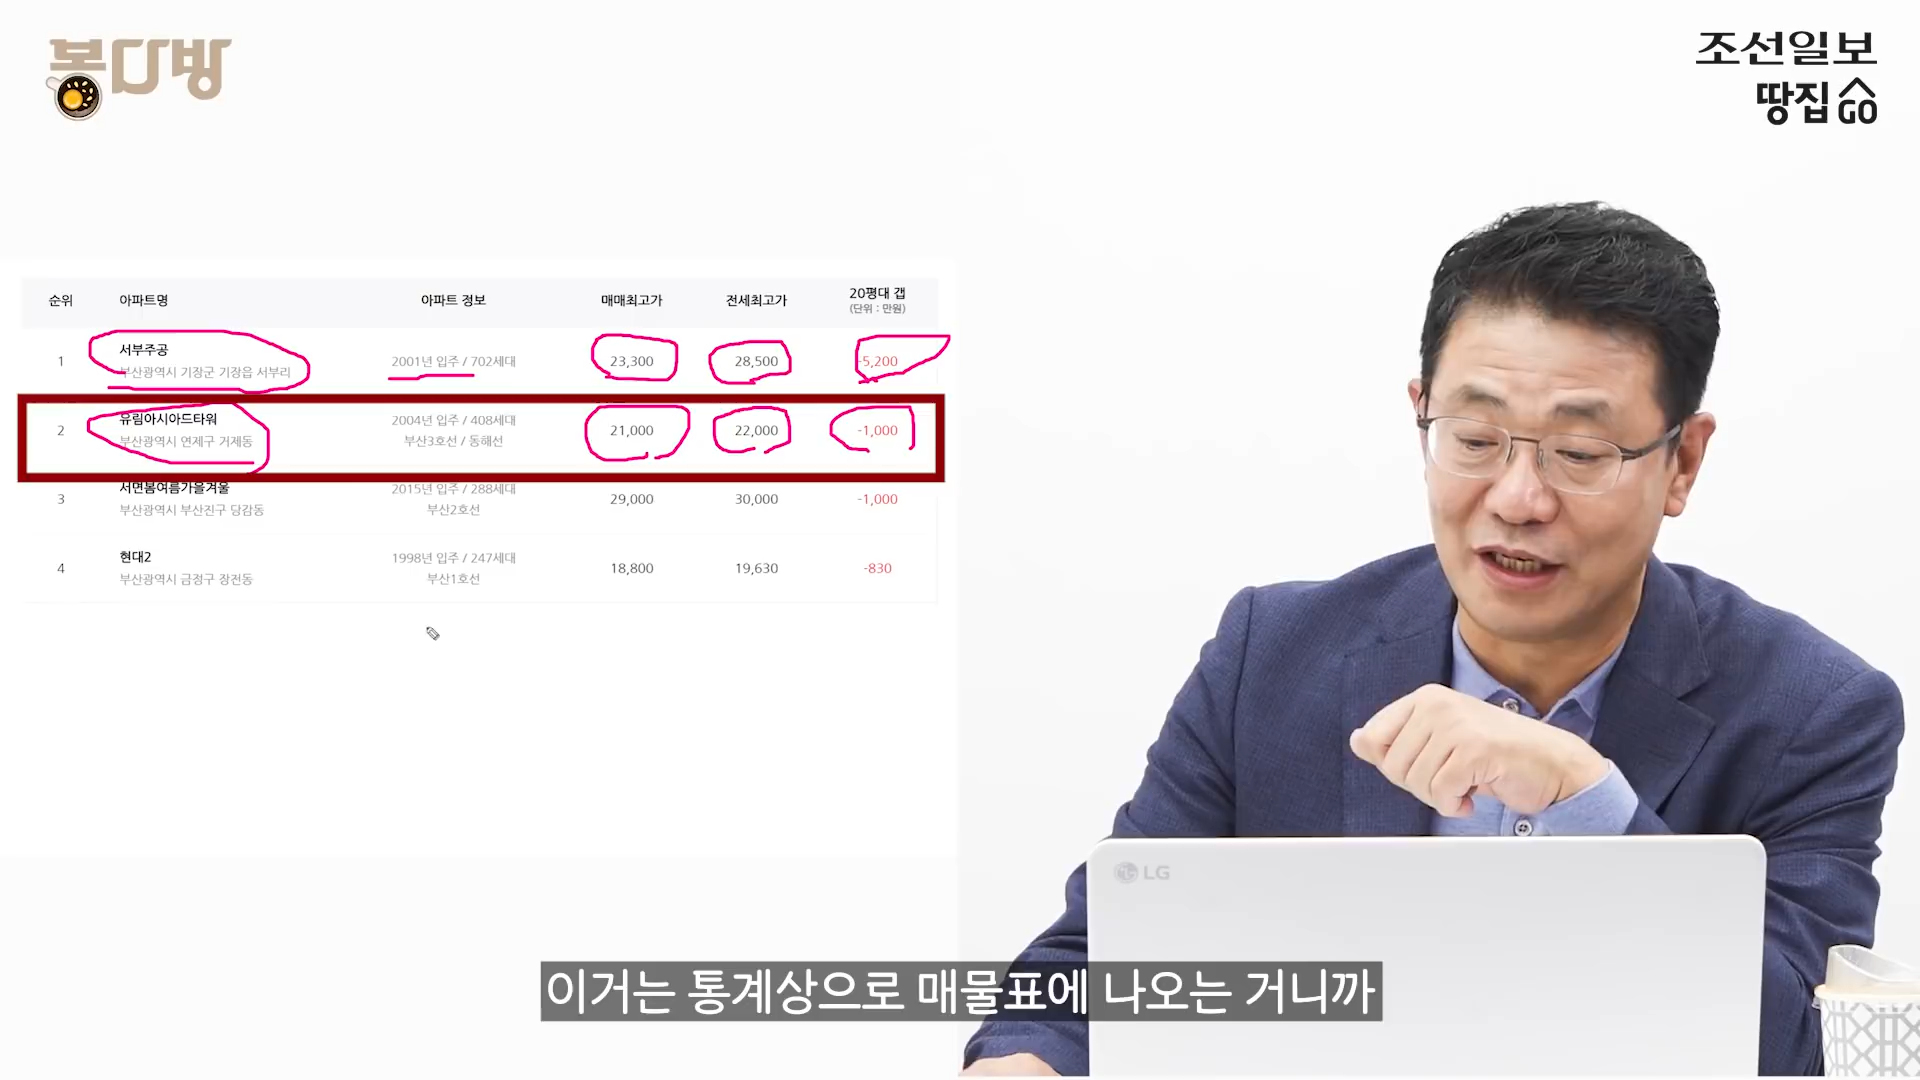 봉다방
조선일보
땅집GO
순위 아파트명 아파트 정보 매매최고가 전세최고가 20평대 갭
(단위 : 만원)
1 서부주공 2001년 입주 / 702세대 23,300 28,500 -5,200
부산광역시 기장군 기장읍 서부리
2 유림아시아드타워 2004년 입주 / 408세대 21,000 22,000 -1,000
부산광역시 연제구 거제동 부산3호선 / 동해선
3 서면봄여름가을겨울 2015년 입주 / 288세대 29,000 30,000 -1,000
부산광역시 부산진구 당감동 부산2호선
4 현대2 1998년 입주 / 247세대 18,800 19,630 -830
부산광역시 금정구 장전동 부산1호선
LG
이거는 통계상으로 매물표에 나오는 거니까